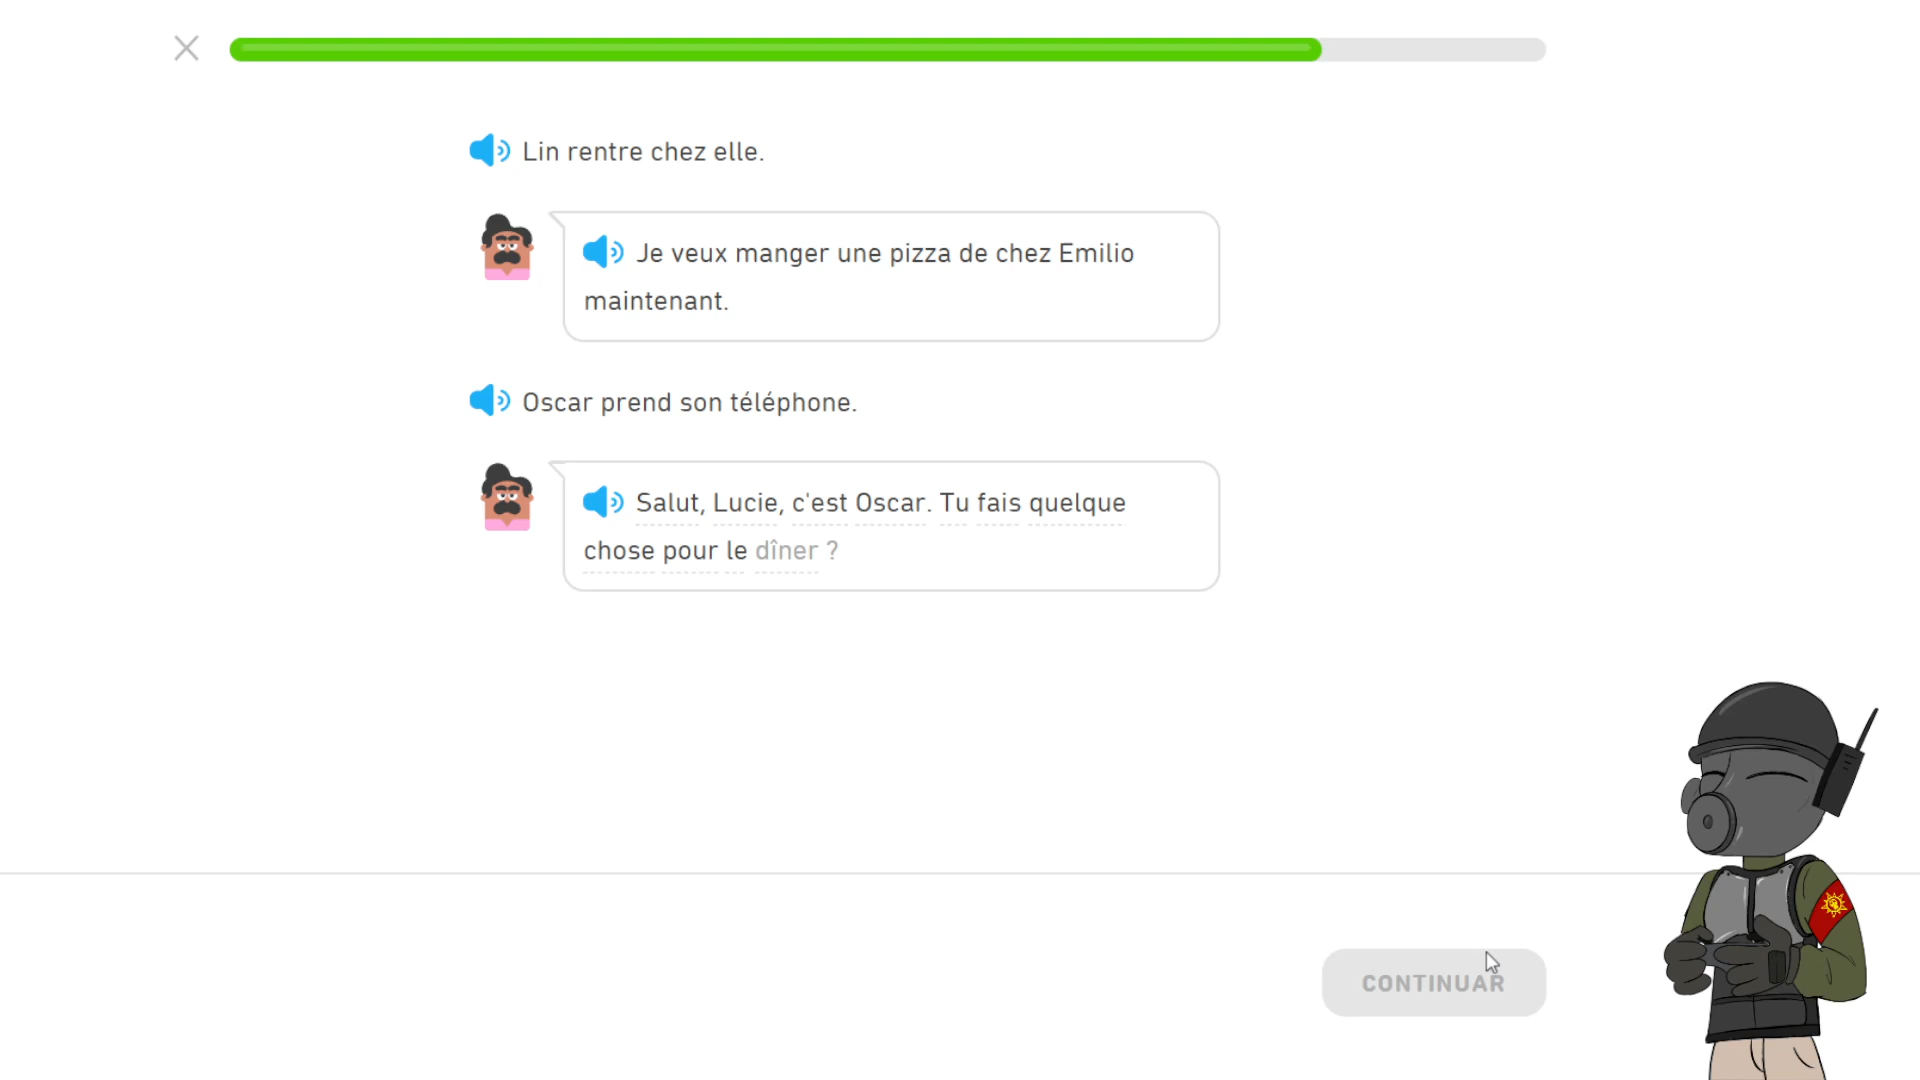 Lin rentre chez elle.
Je veux manger une pizza de chez Emilio
maintenant.
Oscar prend son téléphone.
Salut, Lucie, c'est Oscar. Tu fais quelque
chose pour le dîner ?
CONTINUAR